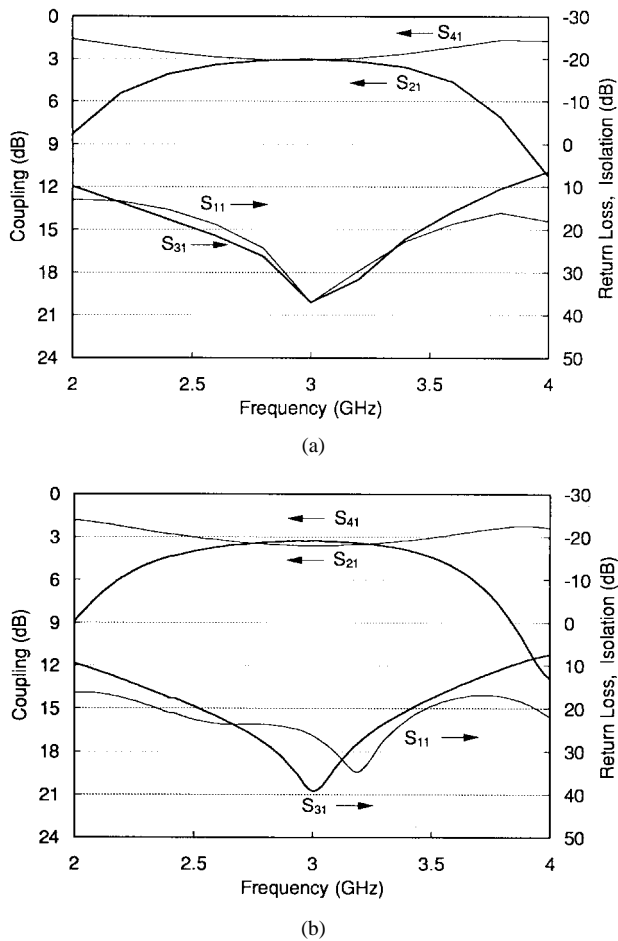 0
3
6
9
12
15
18
21
24
Coupling (dB)
-30
-20
-10
0
10
20
30
40
50
Return Loss, Isolation (dB)
S41
S21
S11
S31
2
2.5
3
3.5
4
Frequency (GHz)
(a)
0
3
6
9
12
15
18
21
24
Coupling (dB)
-30
-20
-10
0
10
20
30
40
50
Return Loss, Isolation (dB)
S41
S21
S11
S31
2
2.5
3
3.5
4
Frequency (GHz)
(b)